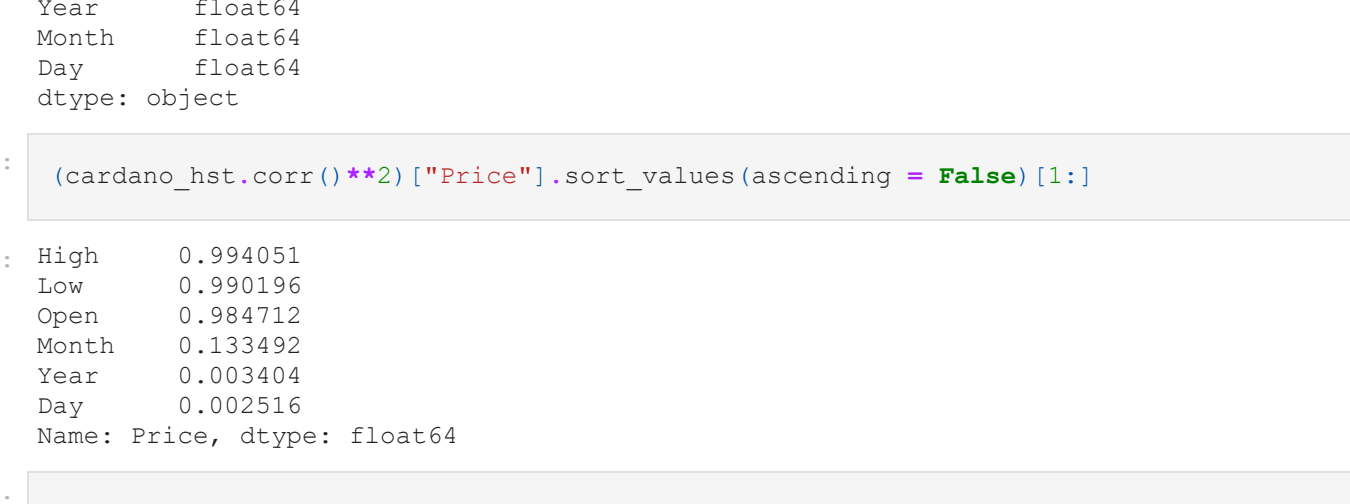 Year       float64
Month      float64
Day        float64
dtype: object
:
(cardano_hst.corr()**2)["Price"].sort_values(ascending = False)[1:]
:
High     0.994051
Low      0.990196
Open     0.984712
Month    0.133492
Year     0.003404
Day      0.002516
Name: Price, dtype: float64
: